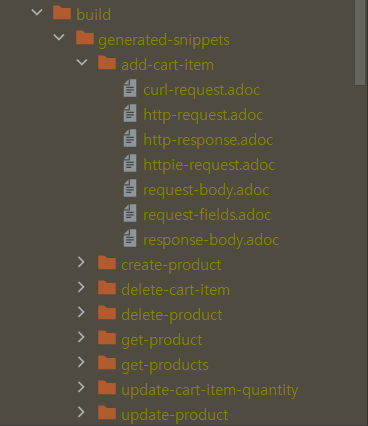 build
generated-snippets
add-cart-item
curl-request.adoc
http-request.adoc
http-response.adoc
httpie-request.adoc
request-body.adoc
request-fields.adoc
response-body.adoc
create-product
delete-cart-item
delete-product
get-product
get-products
update-cart-item-quantity
update-product